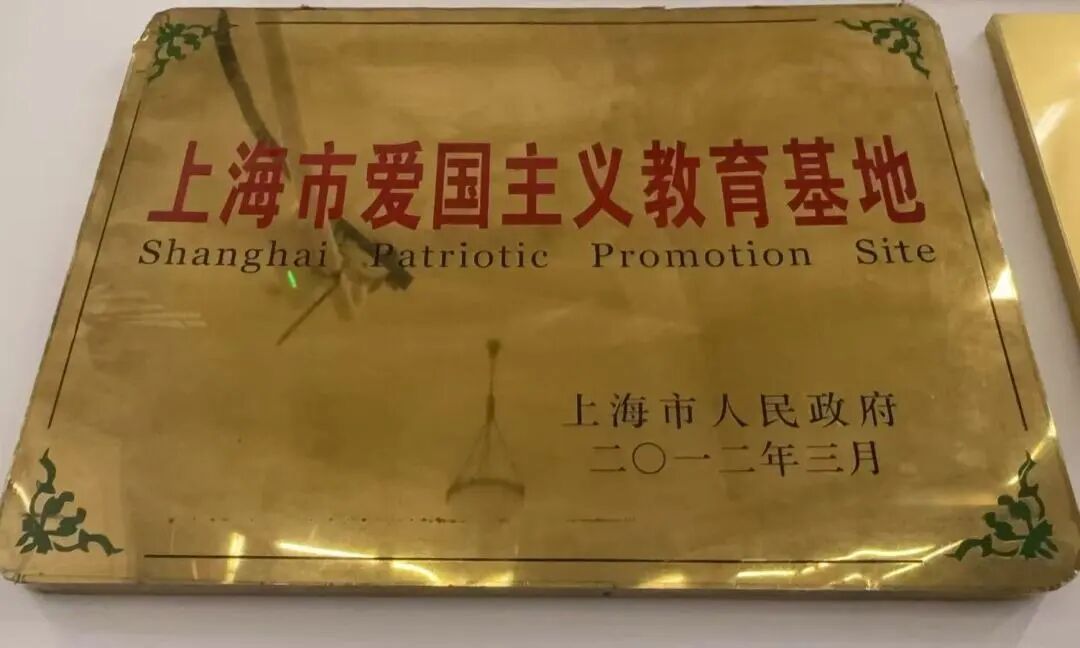 上海市爱国主义教育基地
Shanghai Patriotic Promotion Site
上海市人民政府
二〇一二年三月